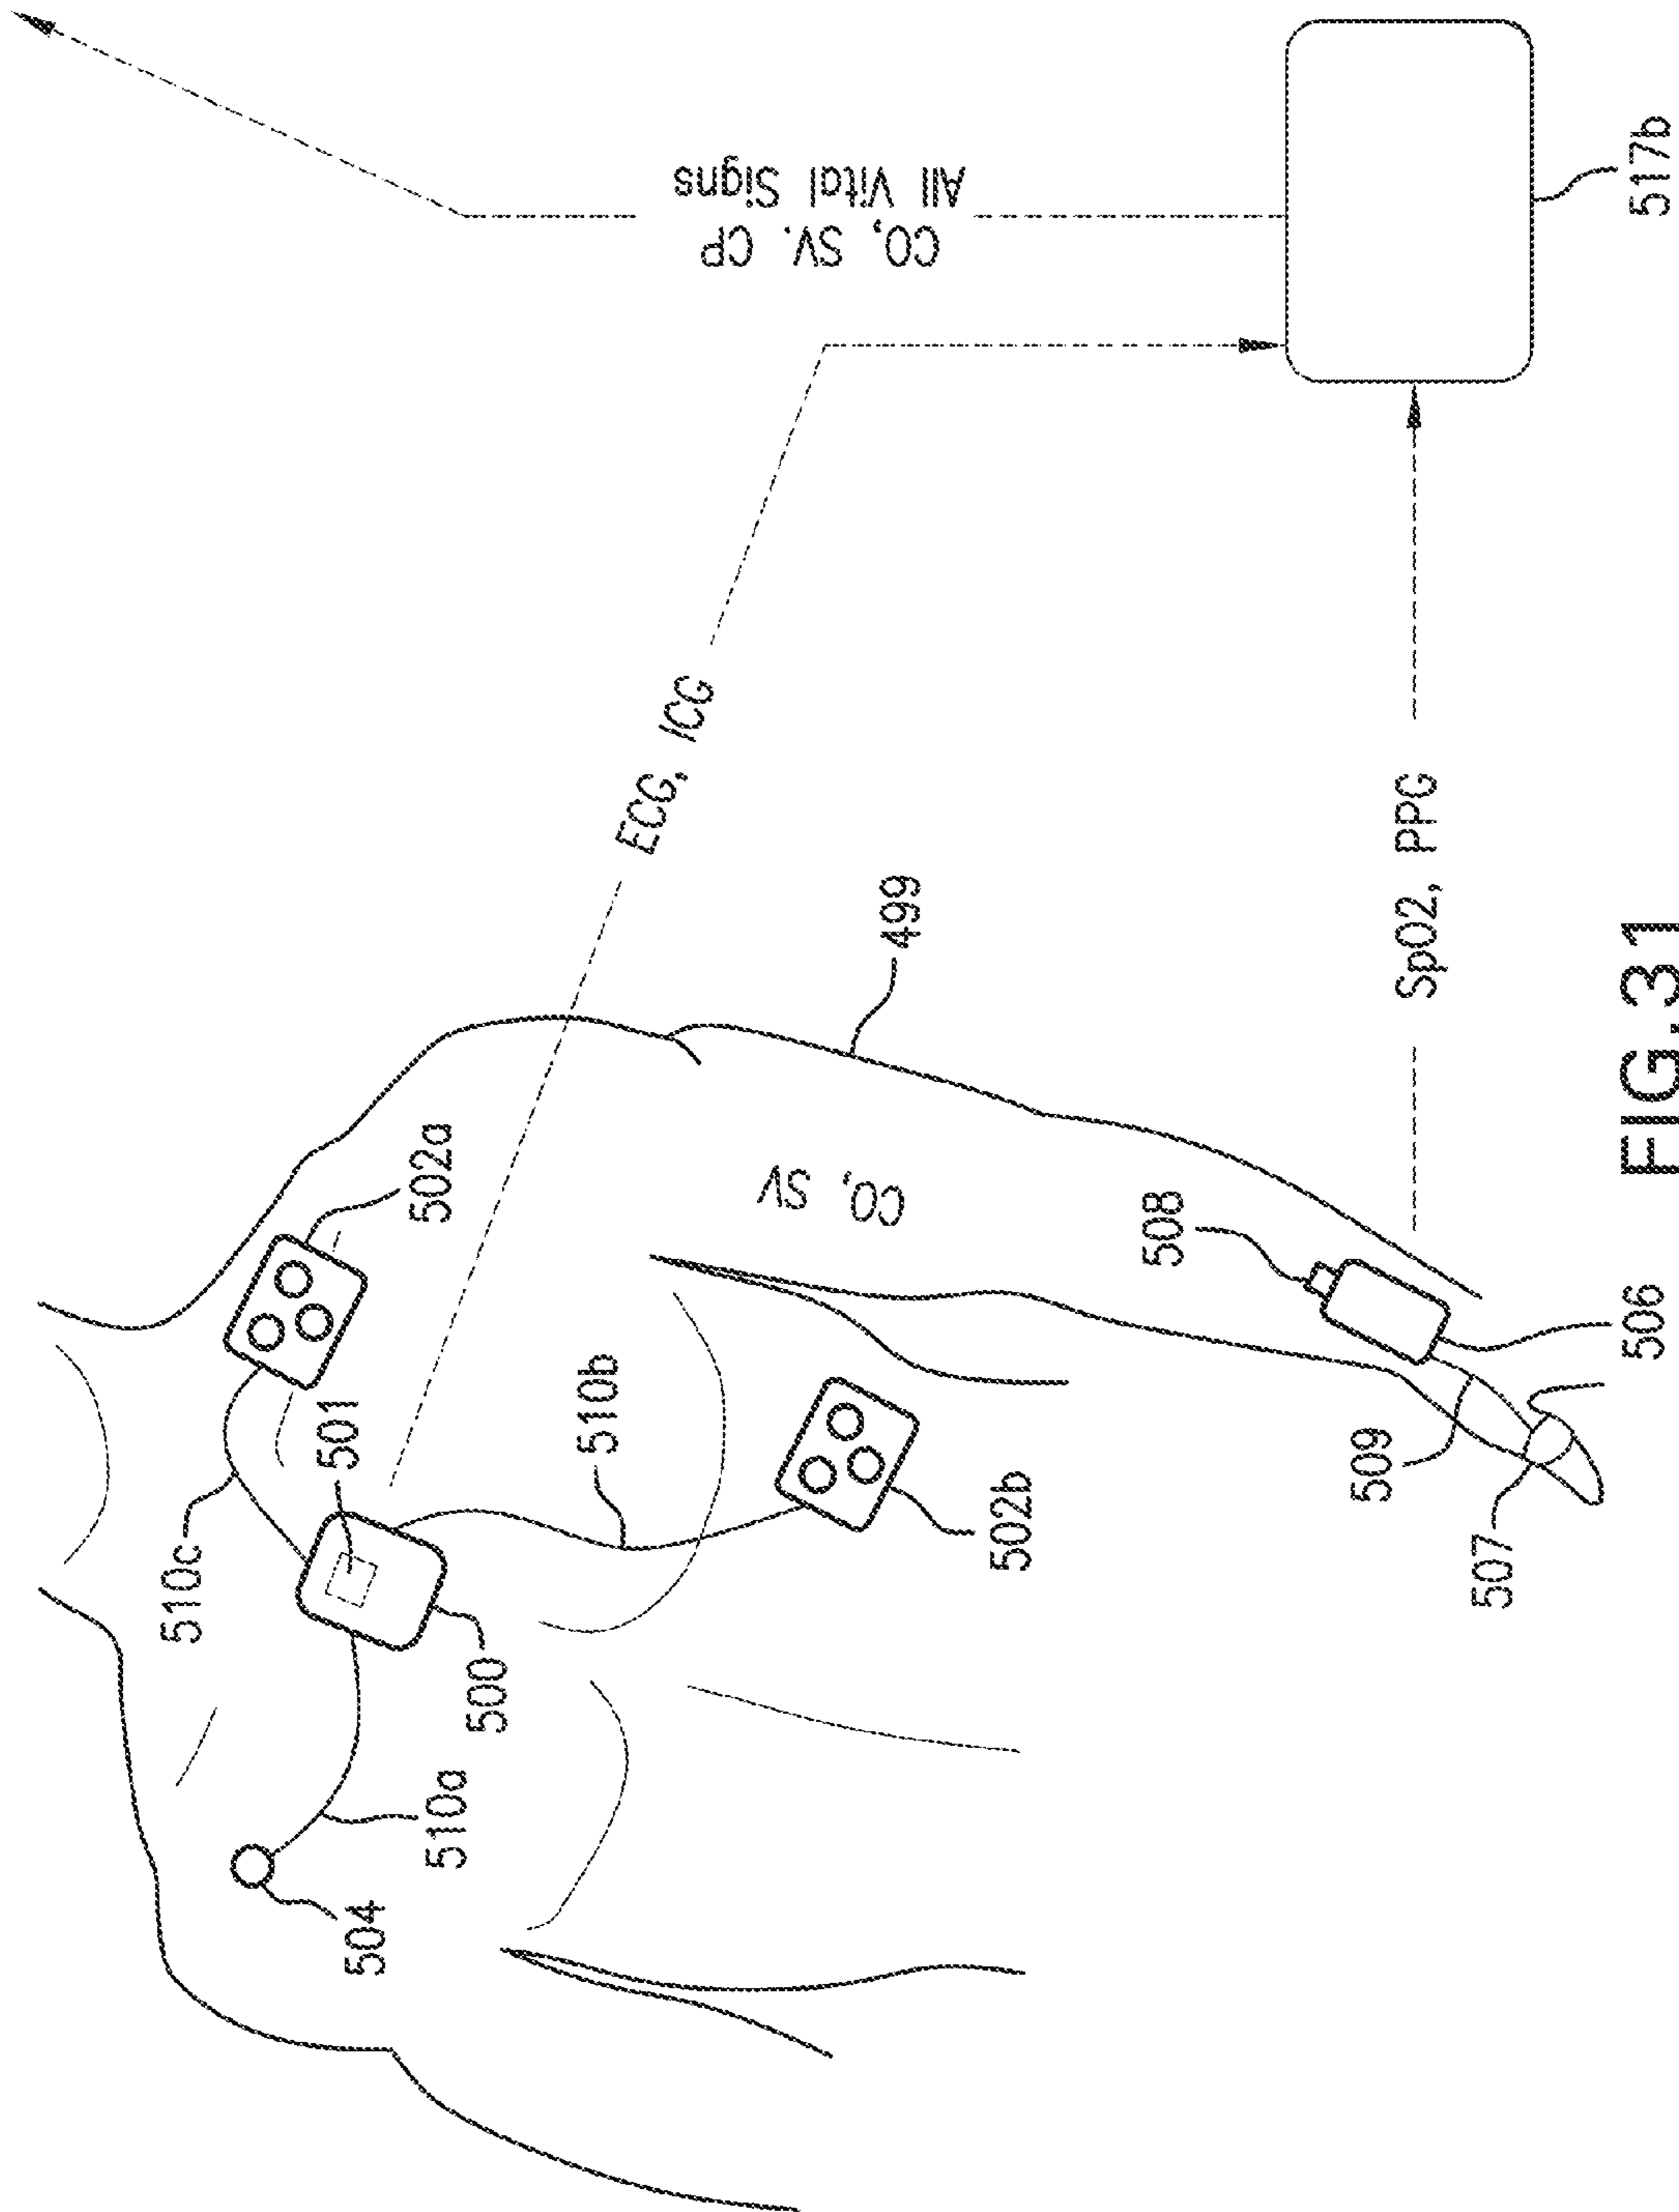 CO, SV. CP
All Vital Signs
ECG, ICG
SpO2, PPG
CO, SV
499
500
501
502a
502b
504
506
507
508
509
510a
510b
510c
517b
FIG.31